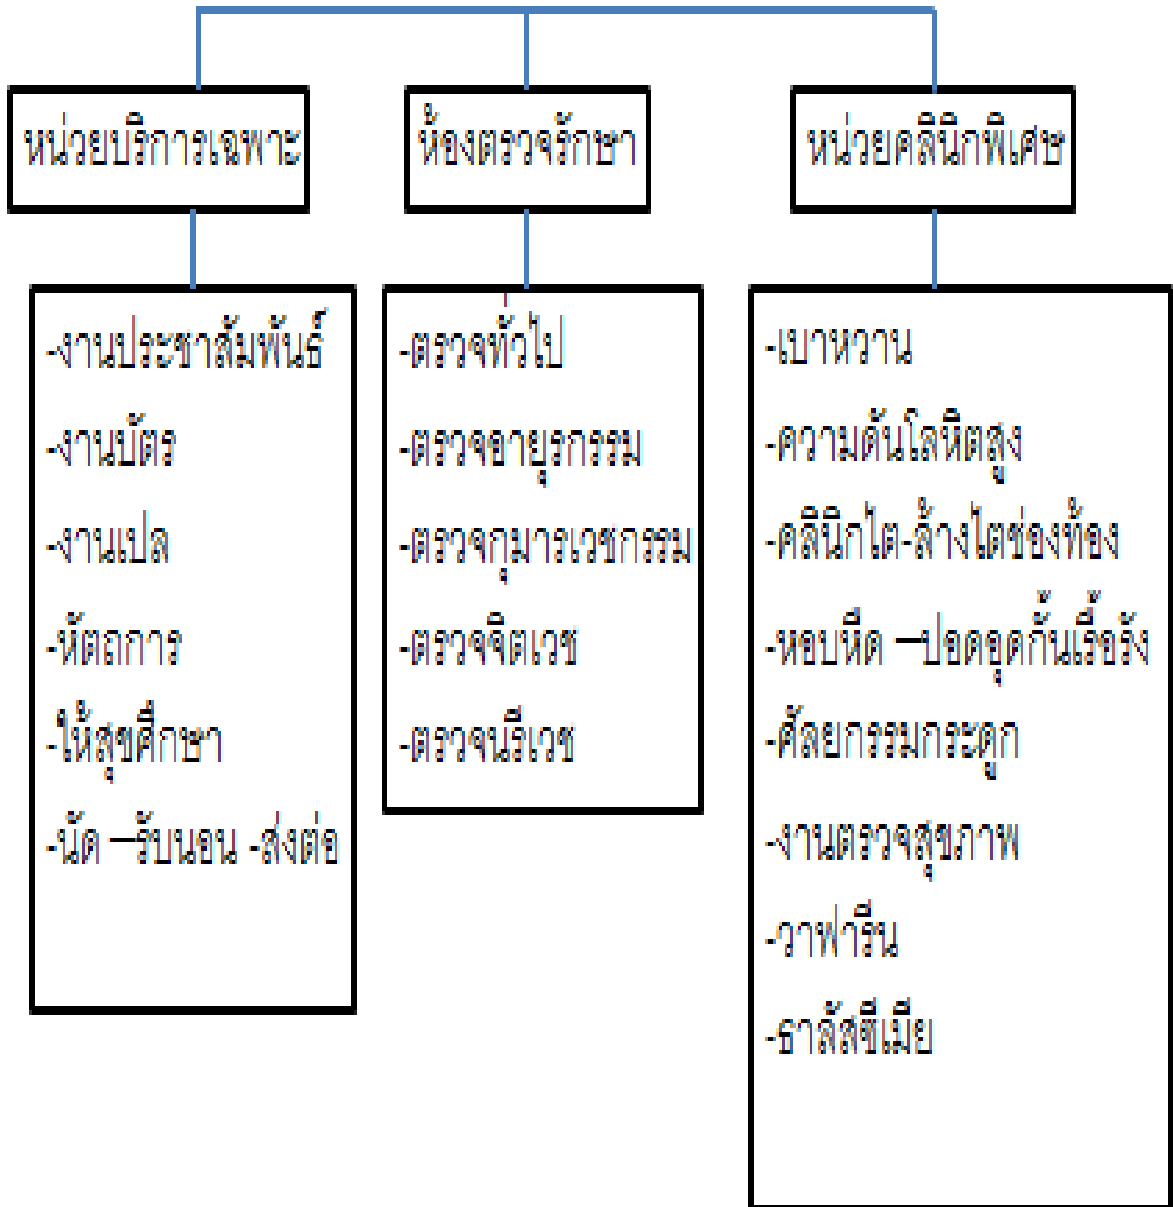 หน่วยบริการเฉพาะ
ห้องตรวจรักษา
หน่วยคลินิกพิเศษ
-งานประชาสัมพันธ์
-งานบัตร
-งานเปล
-หัตถการ
-ให้สุขศึกษา
-นัด –รับนอน -ส่งต่อ
-ตรวจทั่วไป
-ตรวจอายุรกรรม
-ตรวจกุมารเวชกรรม
-ตรวจจิตเวช
-ตรวจนรีเวช
-เบาหวาน
-ความดันโลหิตสูง
-คลินิกไต-ล้างไตช่องท้อง
-หอบหืด –ปอดอุดกั้นเรื้อรัง
-ศัลยกรรมกระดูก
-งานตรวจสุขภาพ
-วาฟาริน
-ธาลัสซีเมีย